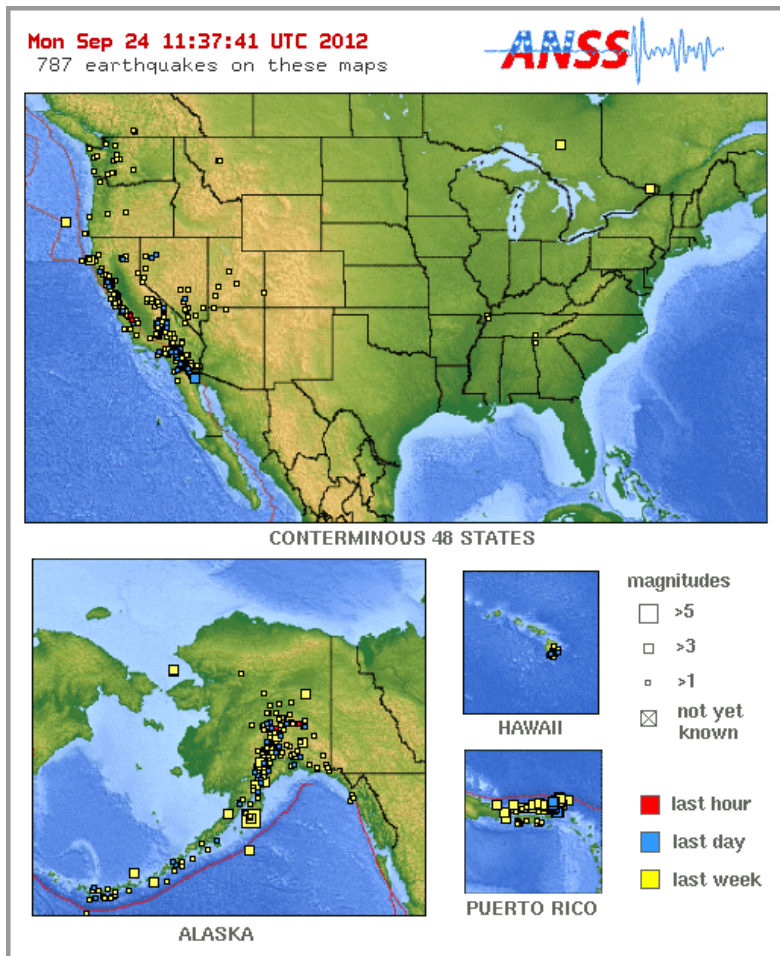 Mon Sep 24 11:37:41 UTC 2012
787 earthquakes on these maps
ANSS
CONTERMINOUS 48 STATES
ALASKA
HAWAII
PUERTO RICO
magnitudes
>5
>3
>1
not yet
known
last hour
last day
last week